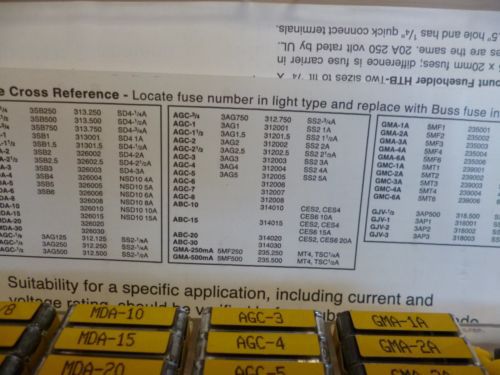 .5" hole and ¼" quick connect terminals.
s are the same. 20A 250 volt rated by UL
x 20mm fuses; difference is fuse carrier in
unt Fuseholder HTB-Two sizes to fit
e Cross Reference - Locate fuse number in light type and replace with Buss fuse in
3SB250 313.250 SD4-¼A
3SB500 313.500 SD4-½A
3SB750 313.750 SD4-¾A
3SB1 313001 SD4-1A
3SB1.5 31301.5 SD4-1½A
3SB2 326002 SD4-2A
3SB2.5 32602.5 SD4-2½A
3SB3 326003 SD4-3A
3SB4 326004 NSD10 4A
3SB5 326005 NSD10 5A
3SB6 326006 NSD10 6A
326008 NSD10 8A
326010 NSD10 10A
326015 NSD10 15A
326020
DA-30 326030
AGC-⅛ 3AG125 312.125 SS2-⅛A
AGC-¼ 3AG250 312.250 SS2-¼A
AGC-½ 3AG500 312.500 SS2-½A
AGC-¾ 3AG750 312.750 SS2-¾A
AGC-1 3AG1 312001 SS2 1A
AGC-1½ 3AG1.5 31201.5 SS2 1½A
AGC-2 3AG2 312002 SS2 2A
AGC-2½ 3AG2.5 31202.5 SS2 2½A
AGC-3 3AG3 312003 SS2 3A
AGC-4 3AG4 312004 SS2 4A
AGC-5 3AG5 312005 SS2 5A
AGC-6 312006
AGC-7 312007
AGC-8 312008
ABC-10 314010 CES2, CES4
CES6 10A
ABC-15 314015 CES2, CES4
CES6 15A
ABC-20 314020 CES2, CES6 20A
ABC-30 314030
GMA-250mA 5MF250 235.250 MT4, TSC¼A
GMA-500mA 5MF500 235.500 MT4, TSC½A
GMA-1A 5MF1 235001
GMA-2A 5MF2 235002
GMA-3A 5MF3 235003
GMA-4A 5MF4 235004
GMA-6A 5MF6 235006
GMC-1A 5MT1 239001
GMC-2A 5MT2 239002
GMC-3A 5MT3 239003
GMC-4A 5MT4 239004
GMC-6A 5MT6 239006
GJV-½ 3AP500 318.500
GJV-1 3AP1 318001
GJV-2 3AP2 318002
GJV-3 3AP3 318003
Suitability for a specific application, including current and
voltage rating, should be
/8 MDA-10 AGC-3 GMA-1A
MDA-15 AGC-4 GMA-2A
MDA-20 AGC-5